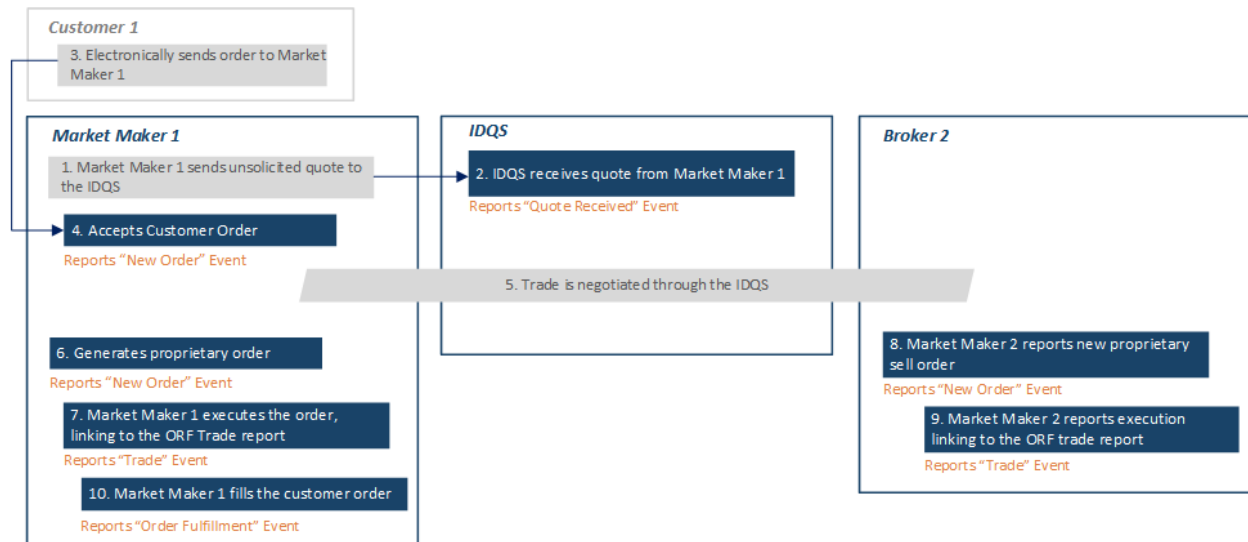 Customer 1
3. Electronically sends order to Market
Maker 1
Market Maker 1
1. Market Maker 1 sends unsolicited quote to
the IDQS
4. Accepts Customer Order
Reports “New Order” Event
IDQS
2. IDQS receives quote from Market Maker 1
Reports “Quote Received” Event
Broker 2
5. Trade is negotiated through the IDQS
6. Generates proprietary order
Reports “New Order” Event
7. Market Maker 1 executes the order,
linking to the ORF Trade report
Reports “Trade” Event
10. Market Maker 1 fills the customer order
Reports “Order Fulfillment” Event
8. Market Maker 2 reports new proprietary
sell order
Reports “New Order” Event
9. Market Maker 2 reports execution
linking to the ORF trade report
Reports “Trade” Event